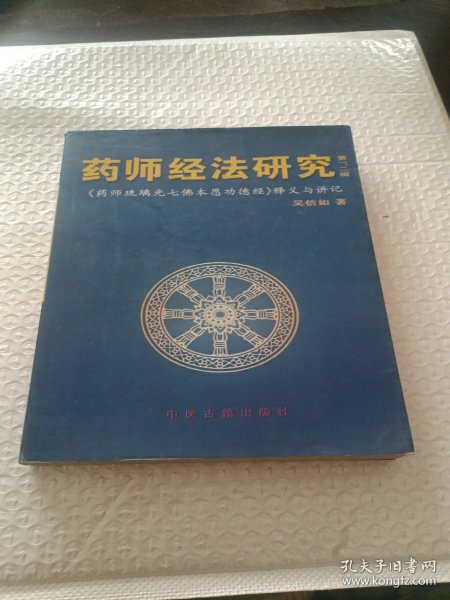 药师经法研究
第二辑
《药师琉璃光七佛本愿功德经》释义与讲记
吴信如 著
中医古籍出版社
孔夫子旧书网
www.kongfz.com